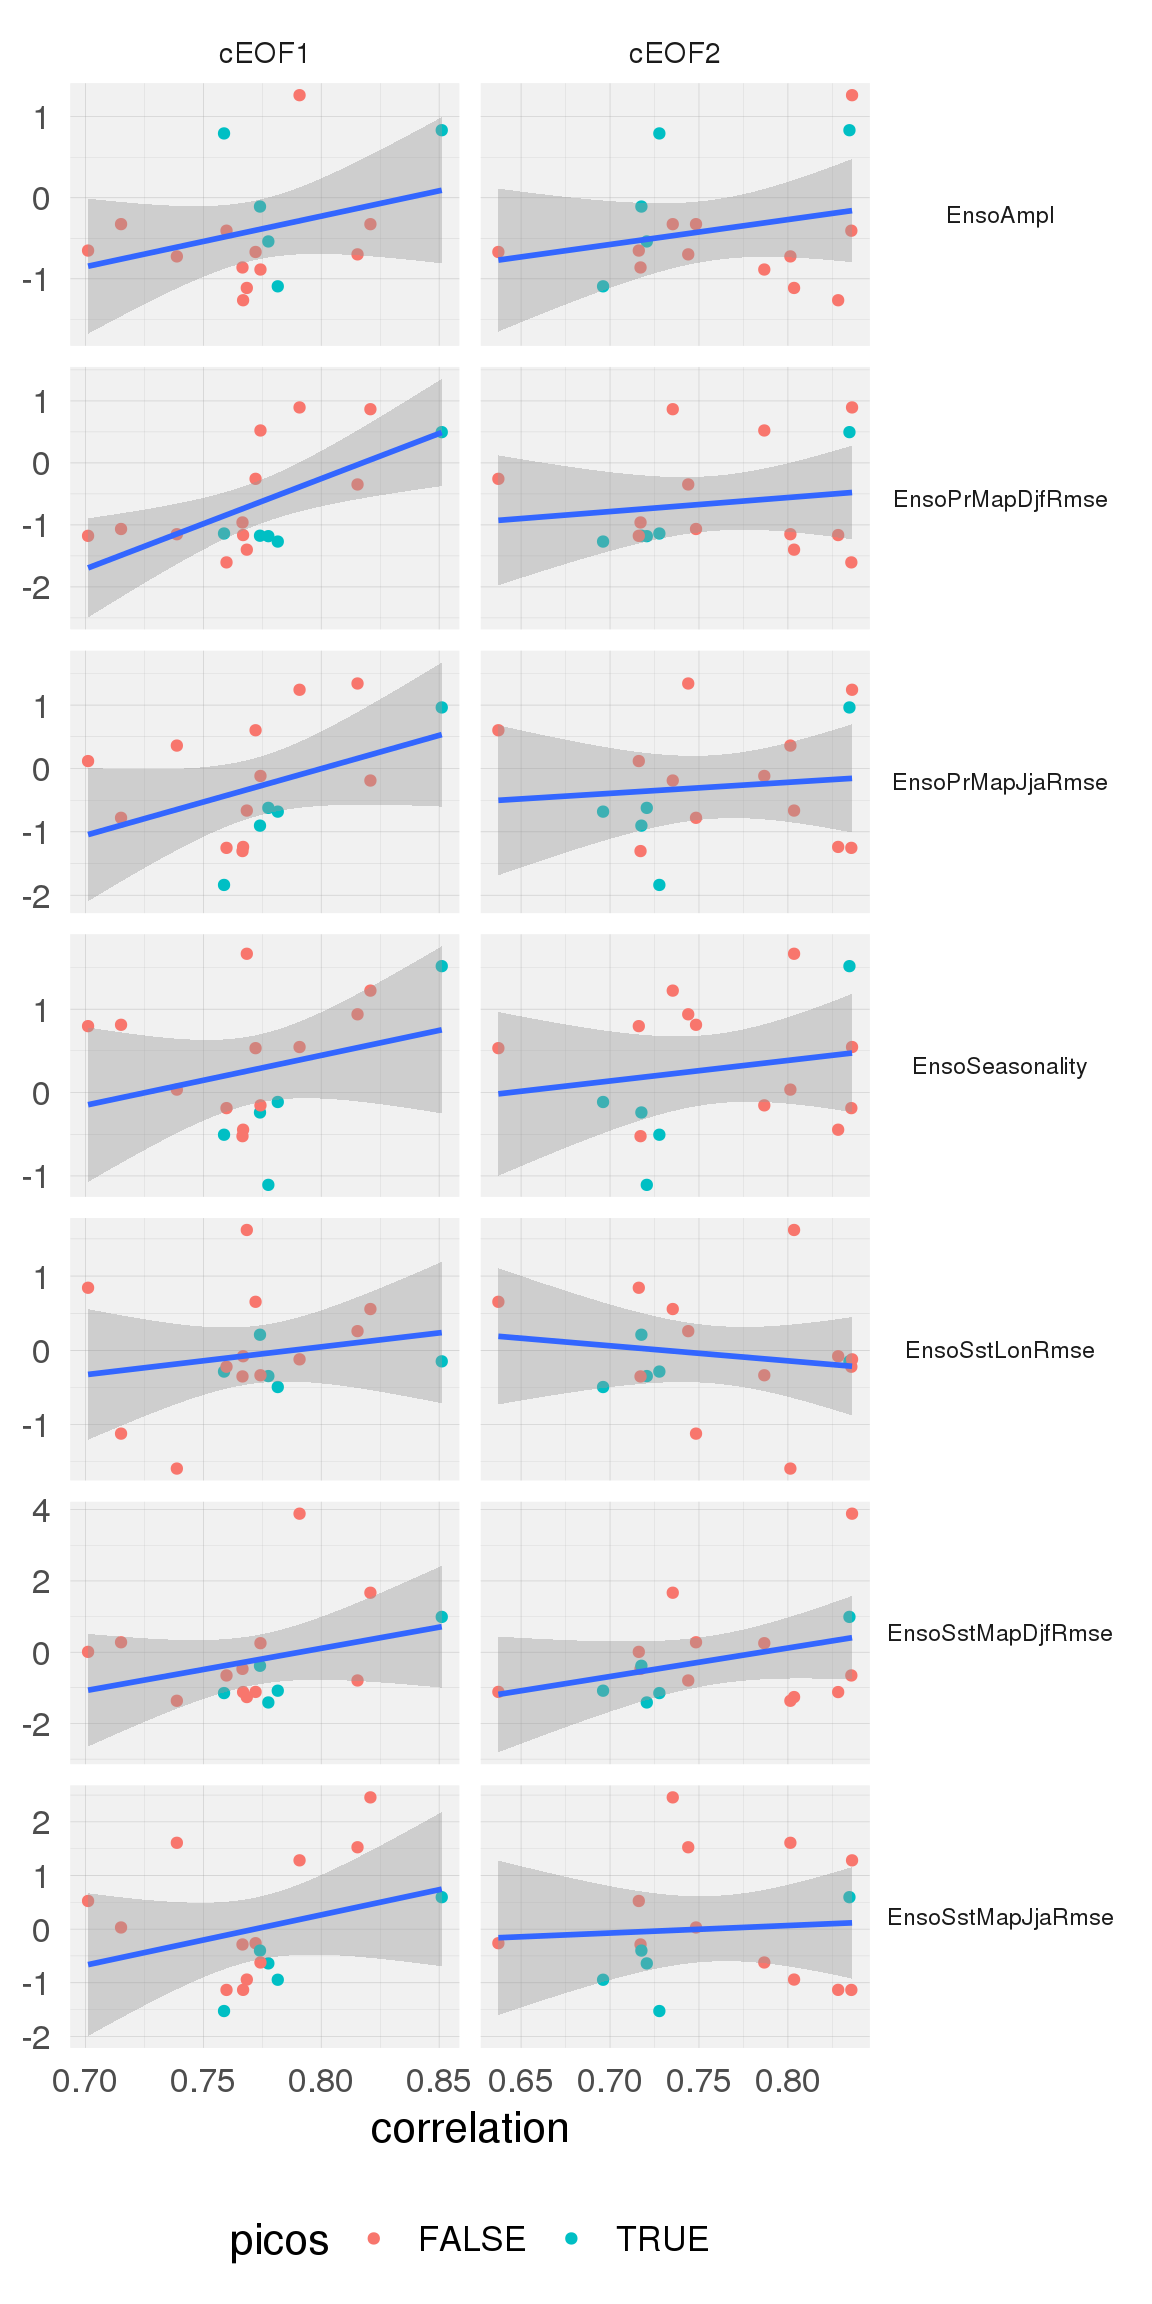 cEOF1 cEOF2
1
0
-1
EnsoAmpl
1
0
-1
-2
EnsoPrMapDjfRmse
1
0
-1
-2
EnsoPrMapJjaRmse
1
0
-1
EnsoSeasonality
1
0
-1
EnsoSstLonRmse
4
2
0
-2
EnsoSstMapDjfRmse
2
1
0
-1
-2
EnsoSstMapJjaRmse
0.70 0.75 0.80 0.85 0.65 0.70 0.75 0.80
correlation
picos FALSE TRUE